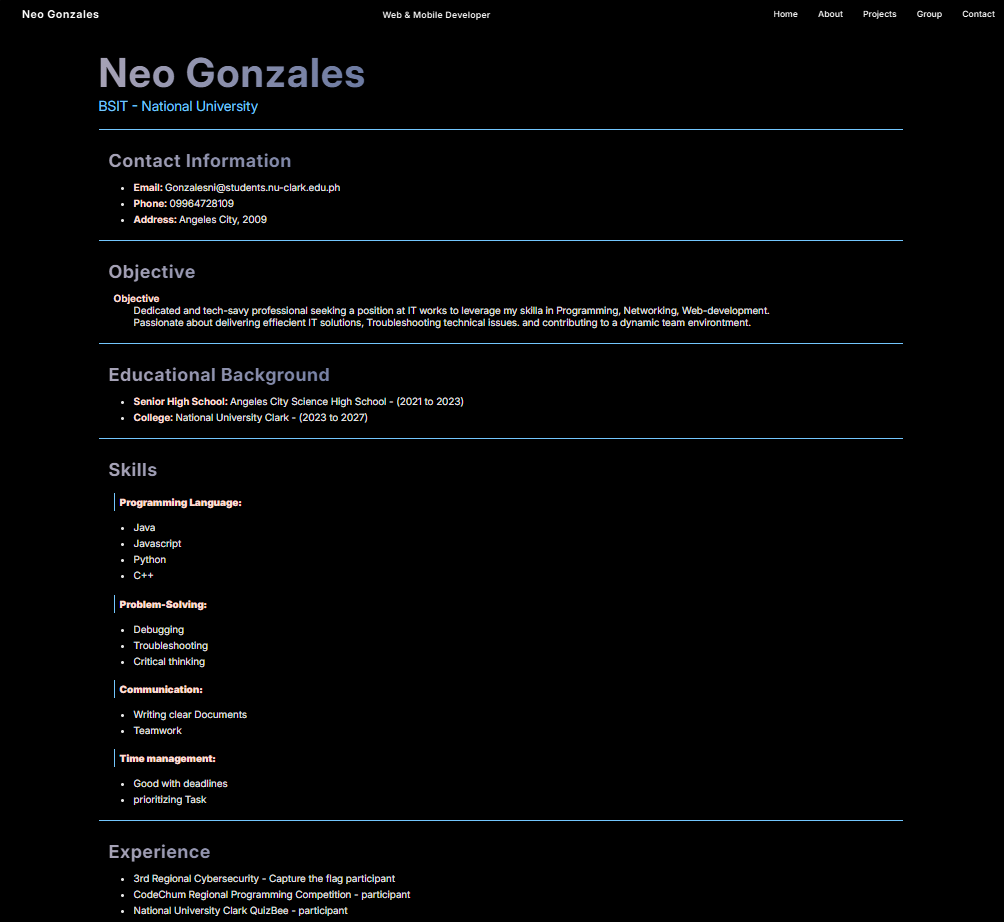 Neo Gonzales
Web & Mobile Developer
Home About Projects Group Contact
Neo Gonzales
BSIT - National University
Contact Information
Email: Gonzalesnl@students.nu-clark.edu.ph
Phone: 09964728109
Address: Angeles City, 2009
Objective
Objective
Dedicated and tech-savy professional seeking a position at IT works to leverage my skilla in Programming, Networking, Web-development.
Passionate about delivering effiecient IT solutions, Troubleshooting technical issues. and contributing to a dynamic team environtment.
Educational Background
Senior High School: Angeles City Science High School - (2021 to 2023)
College: National University Clark - (2023 to 2027)
Skills
Programming Language:
Java
Javascript
Python
C++
Problem-Solving:
Debugging
Troubleshooting
Critical thinking
Communication:
Writing clear Documents
Teamwork
Time management:
Good with deadlines
prioritizing Task
Experience
3rd Regional Cybersecurity - Capture the flag participant
CodeChum Regional Programming Competition - participant
National University Clark QuizBee - participant